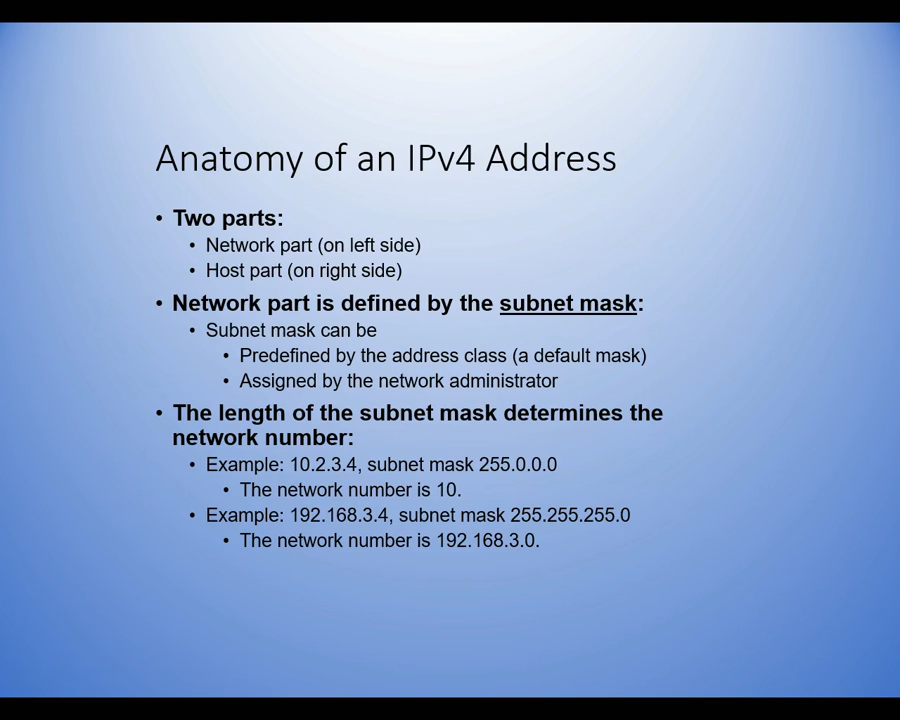 Anatomy of an IPv4 Address
• Two parts:
• Network part (on left side)
• Host part (on right side)
• Network part is defined by the subnet mask:
• Subnet mask can be
• Predefined by the address class (a default mask)
• Assigned by the network administrator
• The length of the subnet mask determines the
network number:
• Example: 10.2.3.4, subnet mask 255.0.0.0
• The network number is 10.
• Example: 192.168.3.4, subnet mask 255.255.255.0
• The network number is 192.168.3.0.